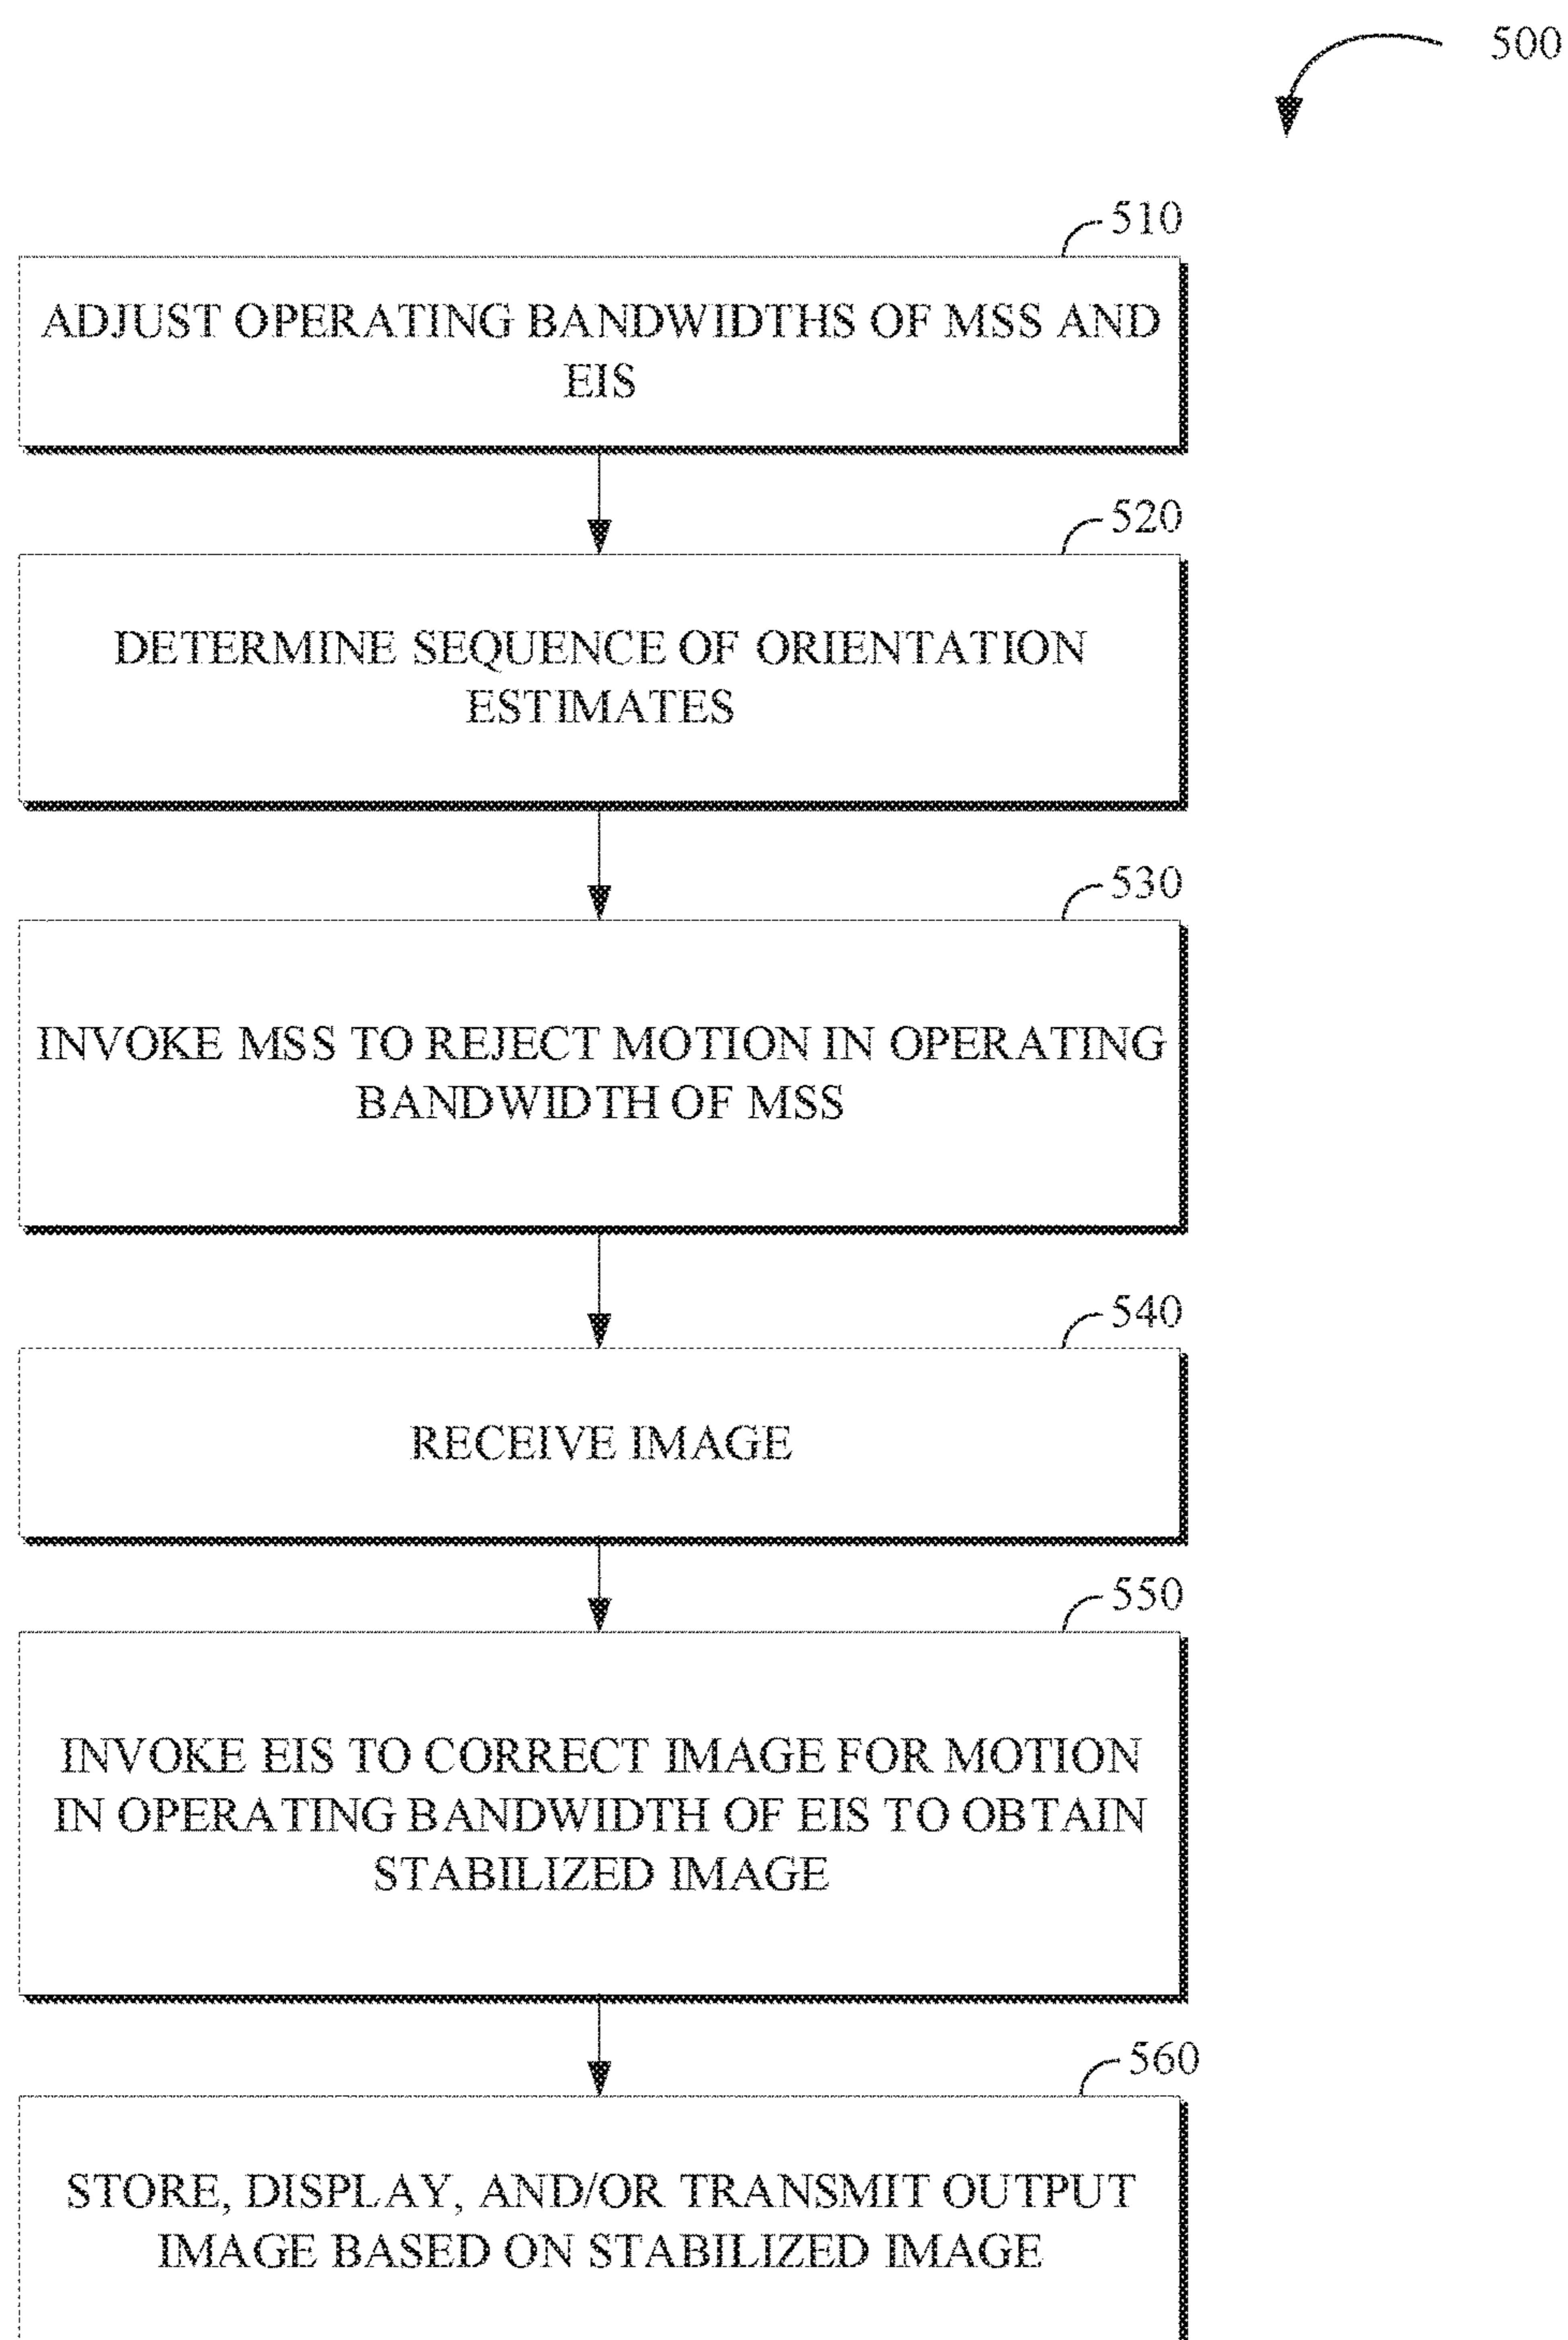 500
510
ADJUST OPERATING BANDWIDTHS OF MSS AND
EIS
520
DETERMINE SEQUENCE OF ORIENTATION
ESTIMATES
530
INVOKE MSS TO REJECT MOTION IN OPERATING
BANDWIDTH OF MSS
540
RECEIVE IMAGE
550
INVOKE EIS TO CORRECT IMAGE FOR MOTION
IN OPERATING BANDWIDTH OF EIS TO OBTAIN
STABILIZED IMAGE
560
STORE, DISPLAY, AND/OR TRANSMIT OUTPUT
IMAGE BASED ON STABILIZED IMAGE